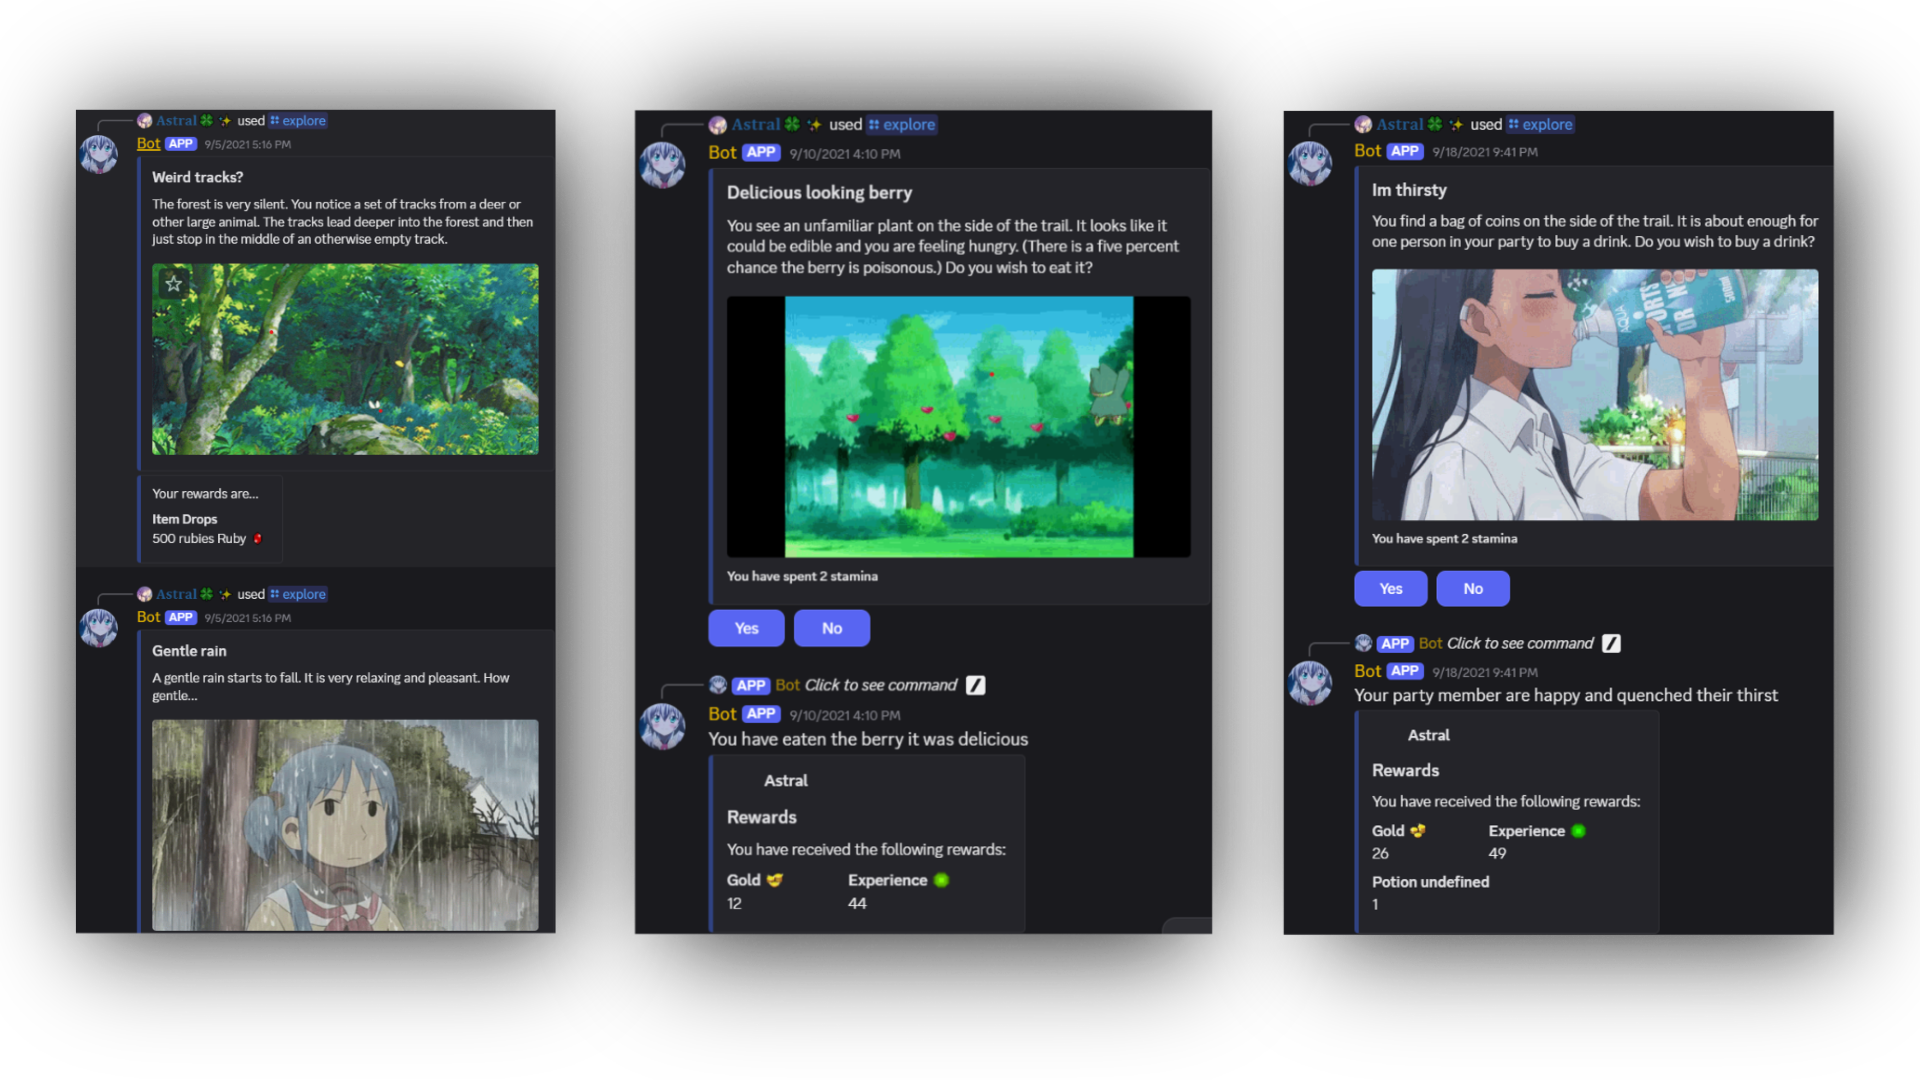 Astral used explore
Bot APP 9/5/2021 5:16 PM
Weird tracks?
The forest is very silent. You notice a set of tracks from a deer or
other large animal. The tracks lead deeper into the forest and then
just stop in the middle of an otherwise empty track.
Your rewards are...
Item Drops
500 rubies Ruby
Astral used explore
Bot APP 9/5/2021 5:16 PM
Gentle rain
A gentle rain starts to fall. It is very relaxing and pleasant. How
gentle...
Astral used explore
Bot APP 9/10/2021 4:10 PM
Delicious looking berry
You see an unfamiliar plant on the side of the trail. It looks like it
could be edible and you are feeling hungry. (There is a five percent
chance the berry is poisonous.) Do you wish to eat it?
You have spent 2 stamina
Yes No
APP Bot Click to see command
Bot APP 9/10/2021 4:10 PM
You have eaten the berry it was delicious
Astral
Rewards
You have received the following rewards:
Gold Experience
12 44
Astral used explore
Bot APP 9/18/2021 9:41 PM
Im thirsty
You find a bag of coins on the side of the trail. It is about enough for
one person in your party to buy a drink. Do you wish to buy a drink?
AQUA
500ml
You have spent 2 stamina
Yes No
APP Bot Click to see command
Bot APP 9/18/2021 9:41 PM
Your party member are happy and quenched their thirst
Astral
Rewards
You have received the following rewards:
Gold Experience
26 49
Potion undefined
1